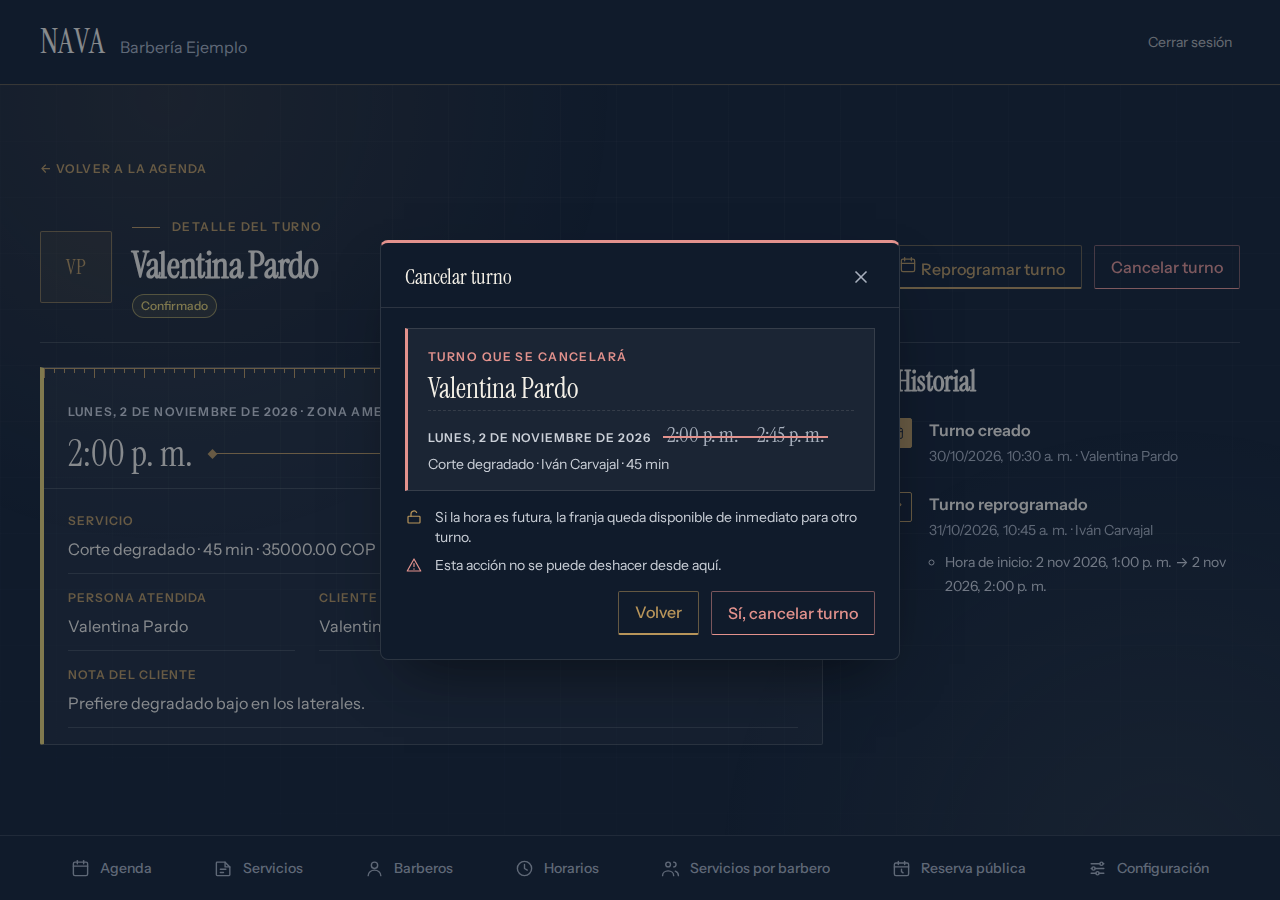 NAVA Barbería Ejemplo
Cerrar sesión
← VOLVER A LA AGENDA
VP
DETALLE DEL TURNO
Valentina Pardo
Confirmado
Reprogramar turno
Cancelar turno
LUNES, 2 DE NOVIEMBRE DE 2026 · ZONA AME
2:00 p. m.
SERVICIO
Corte degradado · 45 min · 35000.00 COP
PERSONA ATENDIDA
Valentina Pardo
CLIENTE
Valentin
NOTA DEL CLIENTE
Prefiere degradado bajo en los laterales.
Cancelar turno
TURNO QUE SE CANCELARÁ
Valentina Pardo
LUNES, 2 DE NOVIEMBRE DE 2026 2:00 p. m. – 2:45 p. m.
Corte degradado · Iván Carvajal · 45 min
Si la hora es futura, la franja queda disponible de inmediato para otro
turno.
Esta acción no se puede deshacer desde aquí.
Volver
Sí, cancelar turno
Historial
Turno creado
30/10/2026, 10:30 a. m. · Valentina Pardo
Turno reprogramado
31/10/2026, 10:45 a. m. · Iván Carvajal
Hora de inicio: 2 nov 2026, 1:00 p. m. → 2 nov
2026, 2:00 p. m.
Agenda
Servicios
Barberos
Horarios
Servicios por barbero
Reserva pública
Configuración